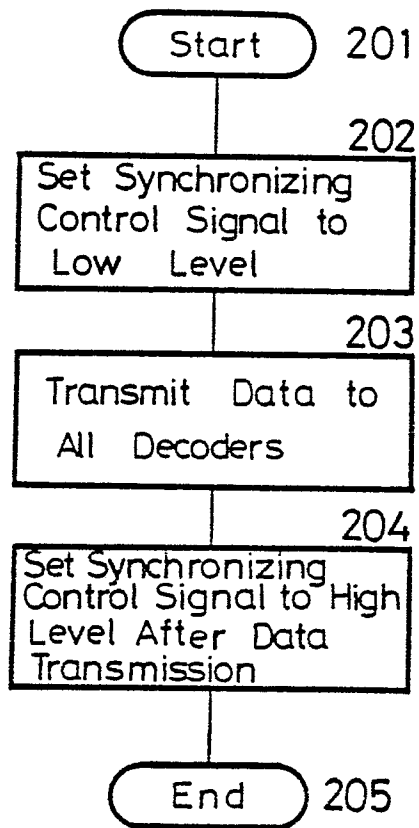 Start 201
202
Set Synchronizing
Control Signal to
Low Level
203
Transmit Data to
All Decoders
204
Set Synchronizing
Control Signal to High
Level After Data
Transmission
End 205